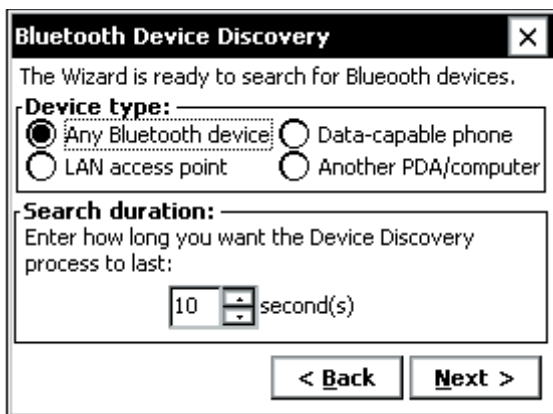 Bluetooth Device Discovery
The Wizard is ready to search for Blueooth devices.
Device type:
Any Bluetooth device Data-capable phone
LAN access point Another PDA/computer
Search duration:
Enter how long you want the Device Discovery
process to last:
10 second(s)
< Back Next >